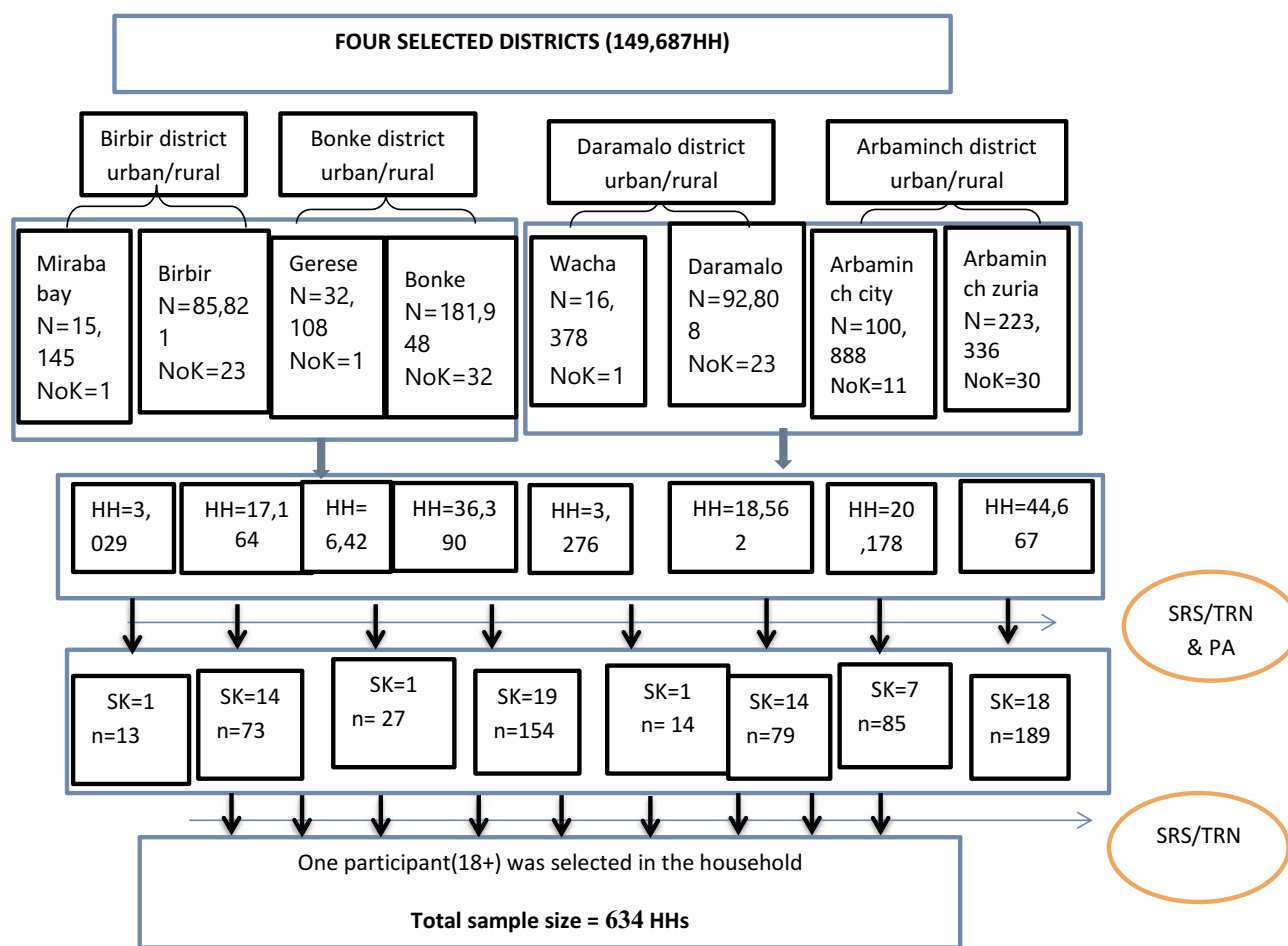 FOUR SELECTED DISTRICTS (149,687HH)
Birbir district
urban/rural
Bonke district
urban/rural
Daramalo district
urban/rural
Arbaminch district
urban/rural
Miraba
bay
N=15,
145
NoK=1
Birbir
N=85,82
1
NoK=23
Gerese
N=32,
108
NoK=1
Bonke
N=181,9
48
NoK=32
Wacha
N=16,
378
NoK=1
Daramalo
N=92,80
8
NoK=23
Arbamin
ch city
N=100,
888
NoK=11
Arbamin
ch zuria
N=223,
336
NoK=30
HH=3,
029
HH=17,1
64
HH=
6,42
HH=36,3
90
HH=3,
276
HH=18,56
2
HH=20
,178
HH=44,6
67
SRS/TRN
& PA
SK=1
n=13
SK=14
n=73
SK=1
n= 27
SK=19
n=154
SK=1
n= 14
SK=14
n=79
SK=7
n=85
SK=18
n=189
SRS/TRN
One participant(18+) was selected in the household
Total sample size = 634 HHs